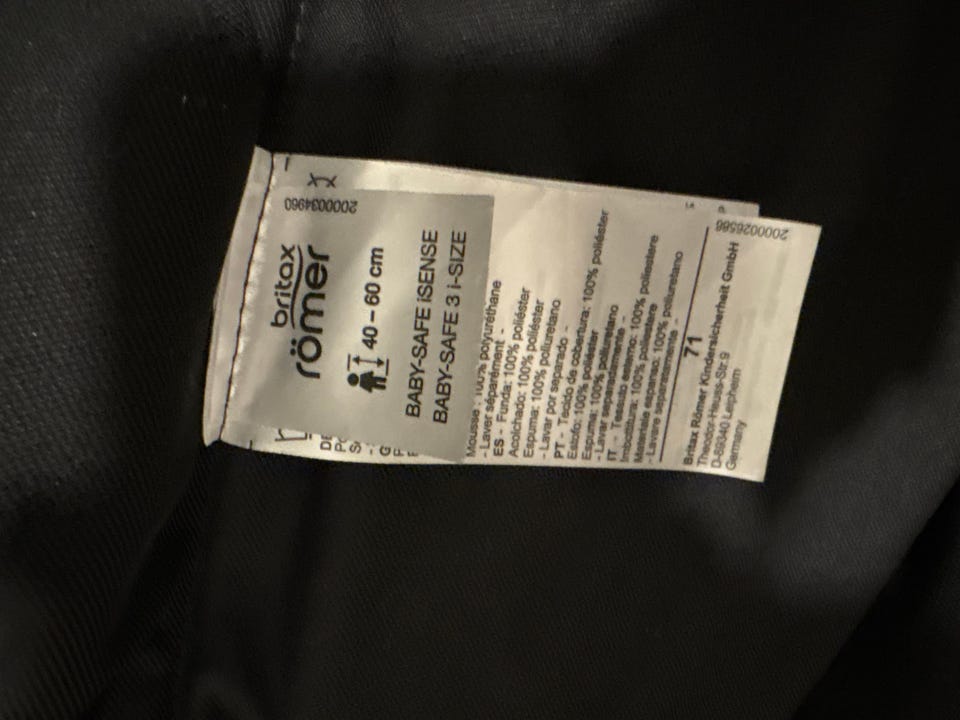 britax
römer
2000034960
40 – 60 cm
BABY-SAFE iSENSE
BABY-SAFE 3 i-SIZE
Mousse : 100% polyuréthane
- Laver séparément -
ES - Funda: 100% poliéster
Acolchado: 100% poliéster
Espuma: 100% poliuretano
- Lavar por separado -
PT - Tecido de cobertura: 100% poliéster
Estofo: 100% poliéster
Espuma: 100% poliuretano
- Lavar separadamente -
IT - Tessuto esterno: 100% poliestere
Imbottitura: 100% poliestere
Materiale espanso: 100% poliuretano
- Lavare separatamente -
71
Britax Römer Kindersicherheit GmbH
Theodor-Heuss-Str.9
D-89340 Leipheim
Germany
2000026566